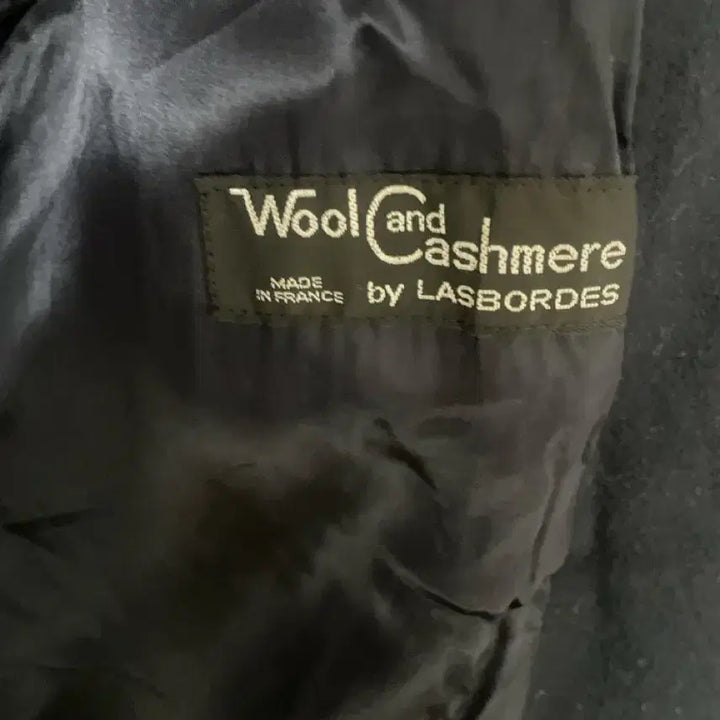 Wool and Cashmere
MADE
IN FRANCE
by LASBORDES